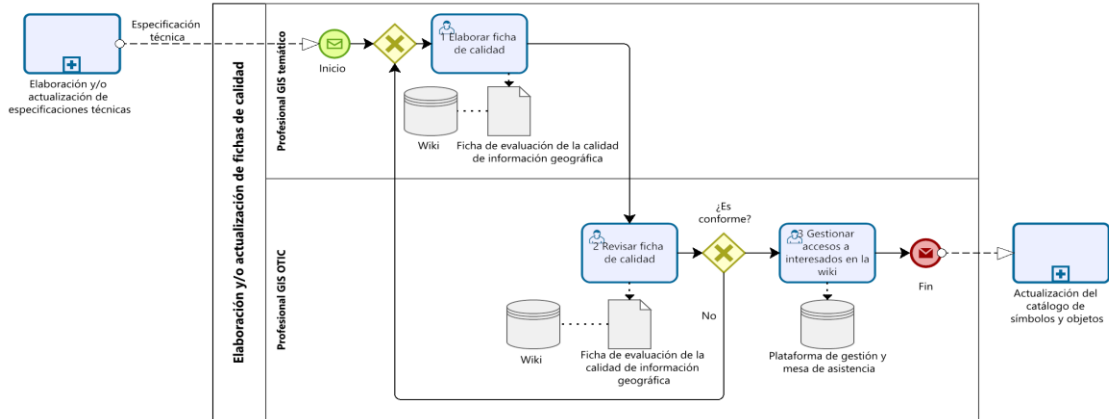 Especificación
técnica
Elaboración y/o
actualización de
especificaciones técnicas
Elaboración y/o actualización de fichas de calidad
Profesional GIS temático
Inicio
1 Elaborar ficha
de calidad
Wiki
Ficha de evaluación de la calidad
de información geográfica
Profesional GIS OTIC
2 Revisar ficha
de calidad
¿Es
conforme?
No
3 Gestionar
accesos a
interesados en la
wiki
Fin
Wiki
Ficha de evaluación de la
calidad de información
geográfica
Plataforma de gestión y
mesa de asistencia
Actualización del
catálogo de
símbolos y objetos